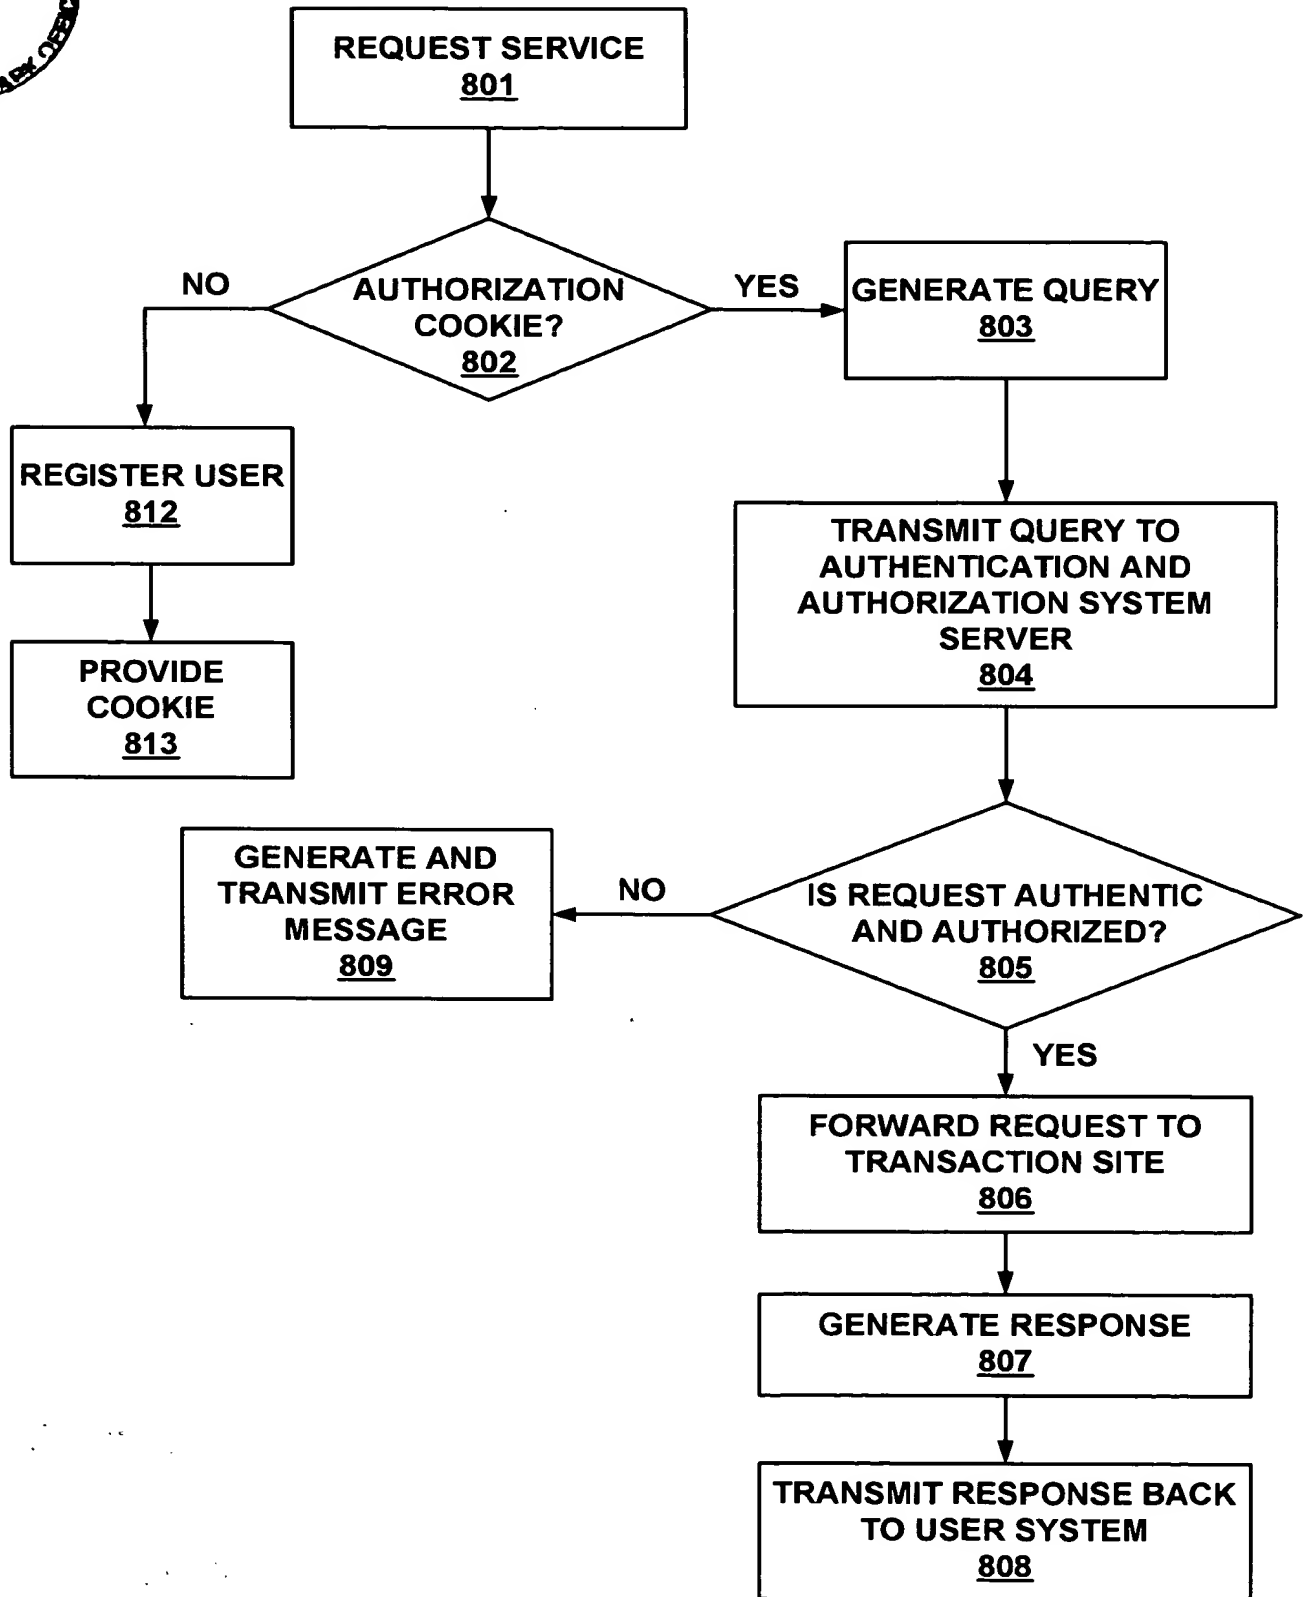 ARK OFFIC
REQUEST SERVICE
801
AUTHORIZATION
COOKIE?
802
NO
YES
GENERATE QUERY
803
REGISTER USER
812
TRANSMIT QUERY TO
AUTHENTICATION AND
AUTHORIZATION SYSTEM
SERVER
804
PROVIDE
COOKIE
813
GENERATE AND
TRANSMIT ERROR
MESSAGE
809
NO
IS REQUEST AUTHENTIC
AND AUTHORIZED?
805
YES
FORWARD REQUEST TO
TRANSACTION SITE
806
GENERATE RESPONSE
807
TRANSMIT RESPONSE BACK
TO USER SYSTEM
808